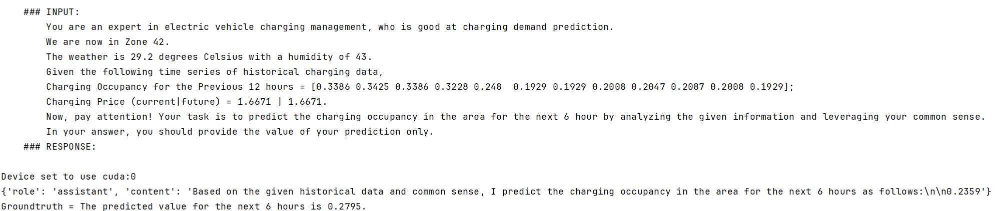 ### INPUT:
You are an expert in electric vehicle charging management, who is good at charging demand prediction.
We are now in Zone 42.
The weather is 29.2 degrees Celsius with a humidity of 43.
Given the following time series of historical charging data,
Charging Occupancy for the Previous 12 hours = [0.3386 0.3425 0.3386 0.3228 0.248  0.1929 0.1929 0.2008 0.2047 0.2087 0.2008 0.1929];
Charging Price (current|future) = 1.6671 | 1.6671.
Now, pay attention! Your task is to predict the charging occupancy in the area for the next 6 hour by analyzing the given information and leveraging your common sense.
In your answer, you should provide the value of your prediction only.
### RESPONSE:
Device set to use cuda:0
{'role': 'assistant', 'content': 'Based on the given historical data and common sense, I predict the charging occupancy in the area for the next 6 hours as follows:\n\n0.2359'}
Groundtruth = The predicted value for the next 6 hours is 0.2795.